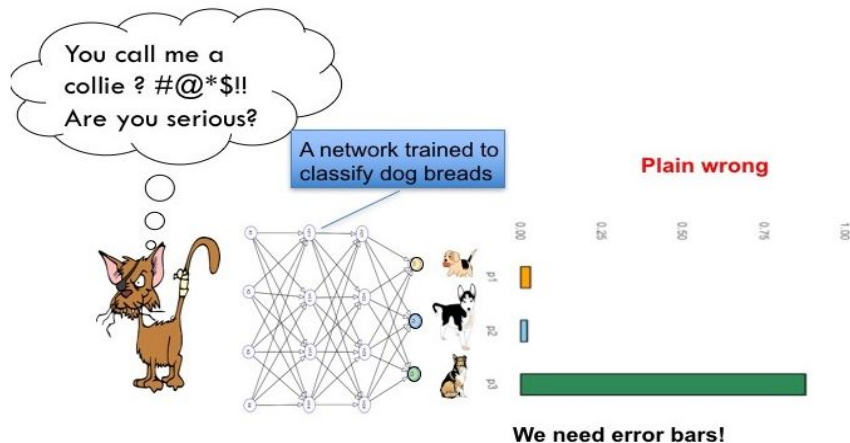 You call me a
collie ? #@*$!!
Are you serious?
A network trained to
classify dog breads
Plain wrong
0.00
0.25
0.50
0.75
1.00
p1
p2
p3
We need error bars!